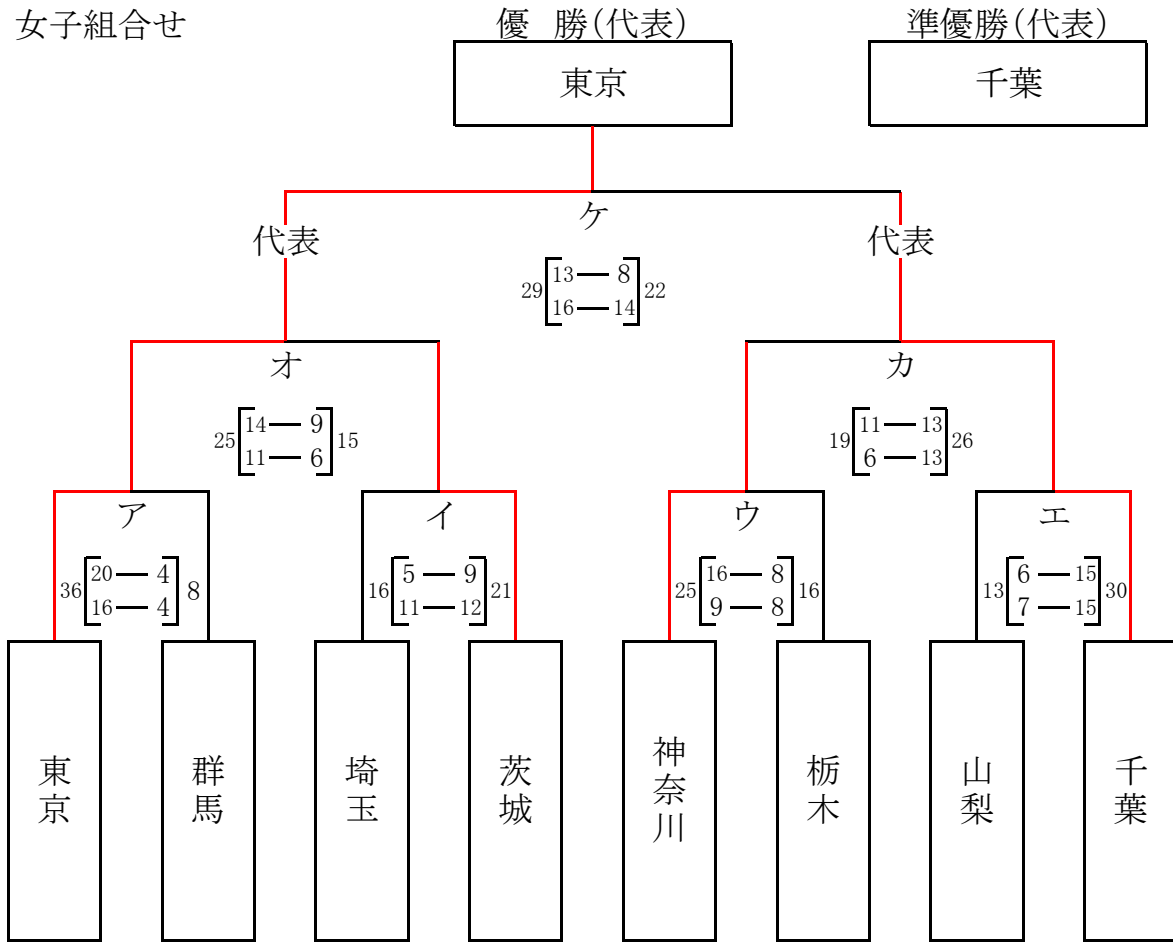 女子組合せ
優 勝(代表)
準優勝(代表)
東京
千葉
ケ
代表
代表
13 — 8
29
22
16 — 14
オ
カ
14 — 9
25
15
11 — 6
11 — 13
19
26
6 — 13
ア
イ
ウ
エ
20 — 4
36
8
16 — 4
5 — 9
16
21
11 — 12
16 — 8
25
16
9 — 8
6 — 15
13
30
7 — 15
東京
群馬
埼玉
茨城
神奈川
栃木
山梨
千葉